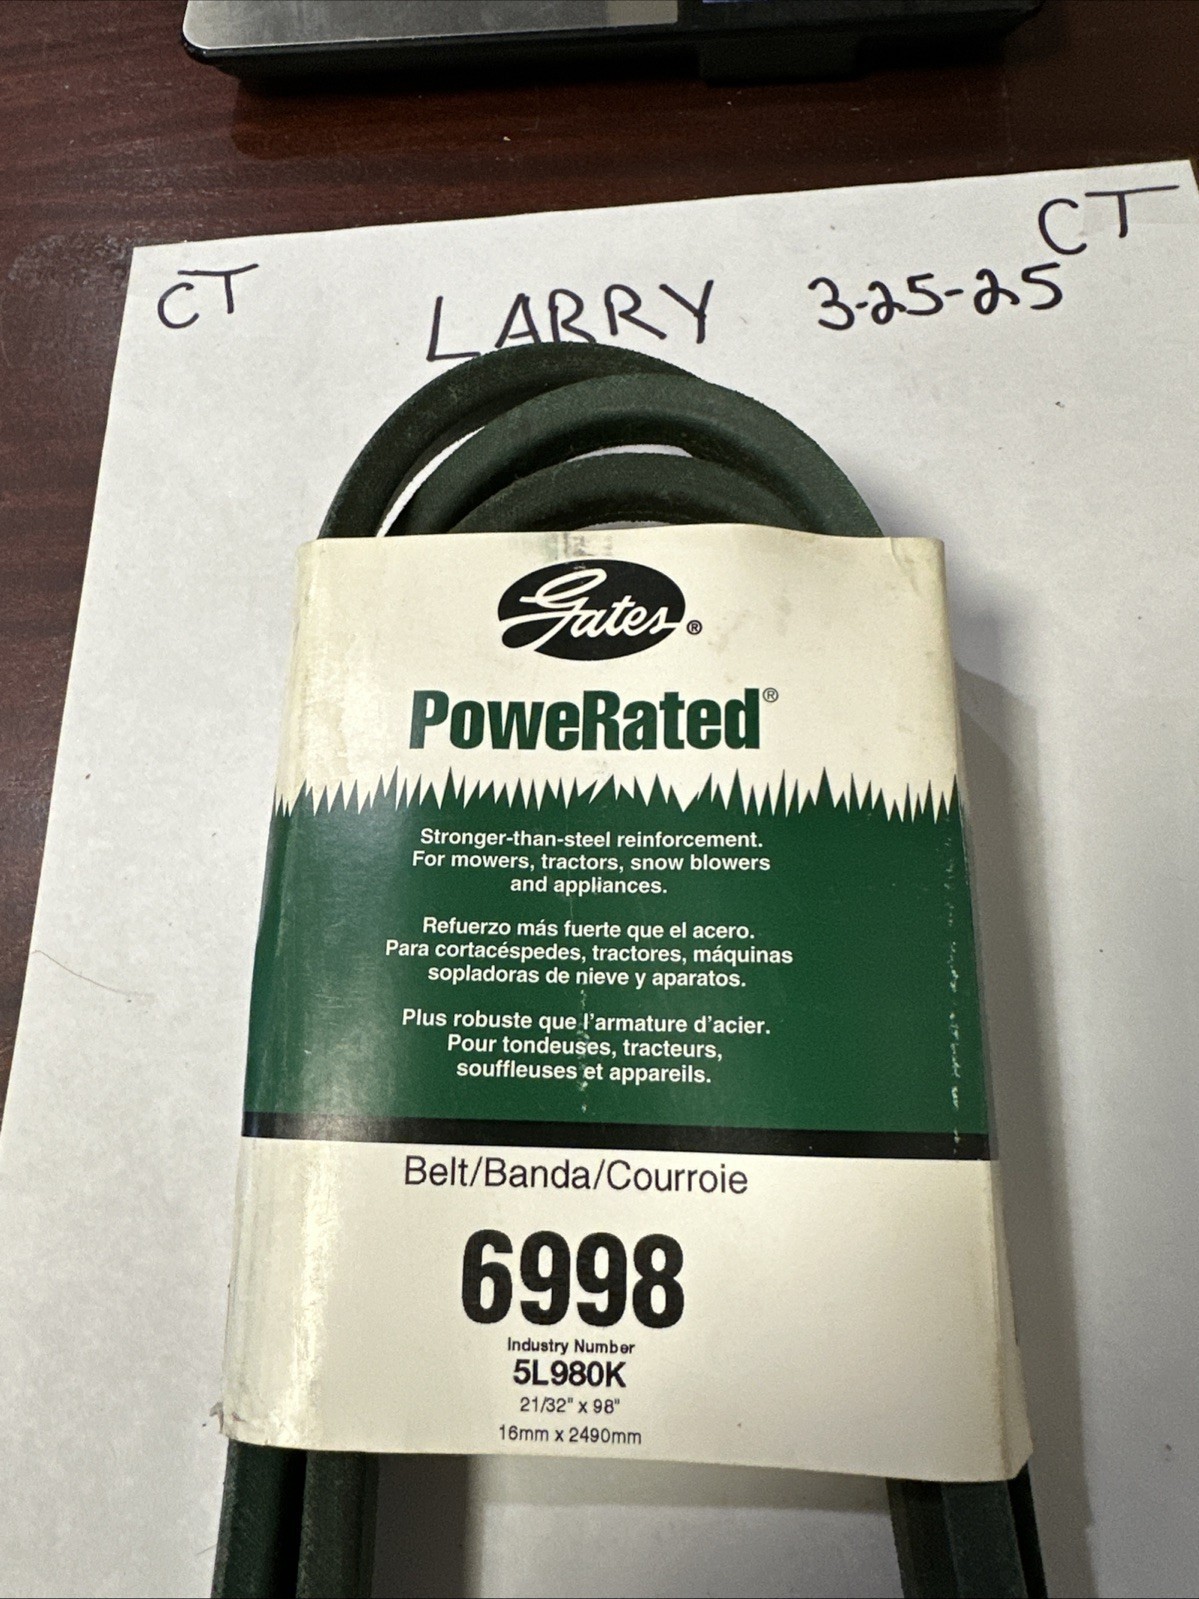 CT
CT
LARRY 3-25-25
Gates®
PoweRated®
Stronger-than-steel reinforcement.
For mowers, tractors, snow blowers
and appliances.
Refuerzo más fuerte que el acero.
Para cortacéspedes, tractores, máquinas
sopladoras de nieve y aparatos.
Plus robuste que l'armature d'acier.
Pour tondeuses, tracteurs,
souffleuses et appareils.
Belt/Banda/Courroie
6998
Industry Number
5L980K
21/32" x 98"
16mm x 2490mm